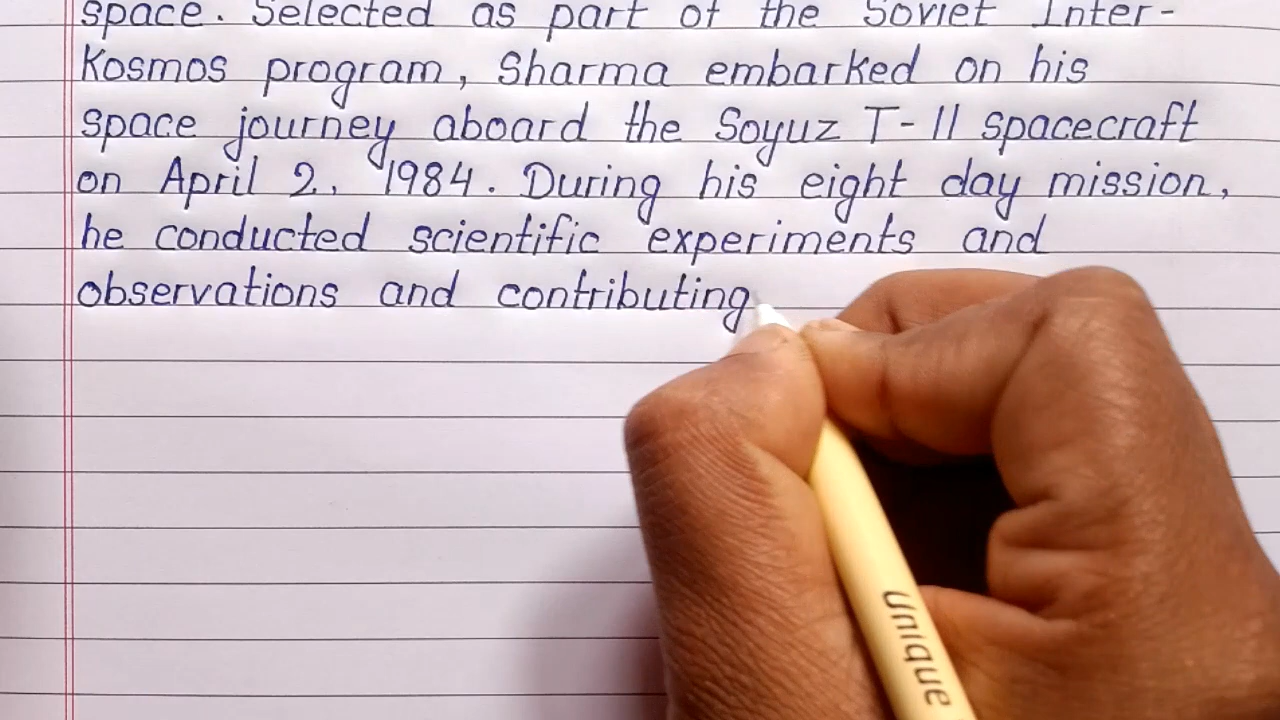 space. Selected as part of the Soviet Inter-
Kosmos program, Sharma embarked on his
space journey aboard the Soyuz T-11 spacecraft
on April 2, 1984. During his eight day mission,
he conducted scientific experiments and
observations and contributing
Unique